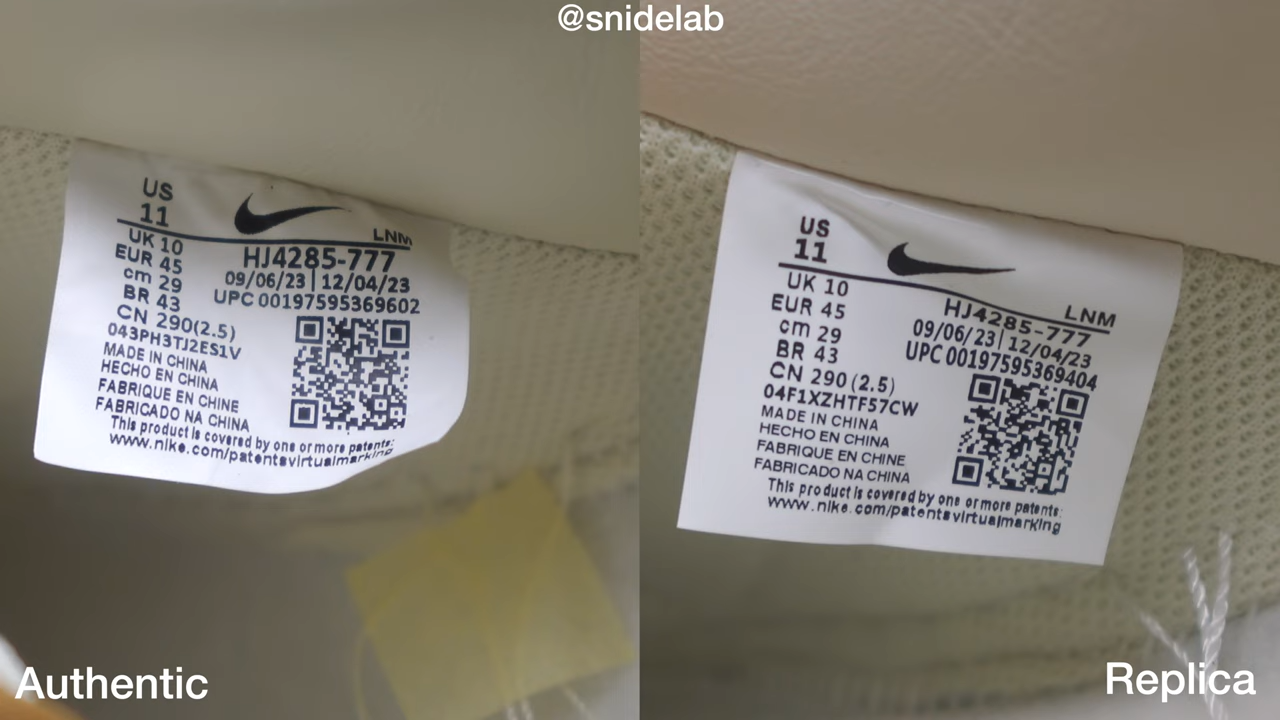 @snidelab
US
11
LNM
UK 10
HJ4285-777
EUR 45
09/06/23 | 12/04/23
cm 29
UPC 00197595369602
BR 43
CN 290(2.5)
043PH3TJ2ES1V
MADE IN CHINA
HECHO EN CHINA
FABRIQUE EN CHINE
FABRICADO NA CHINA
This product is covered by one or more patents:
www.nike.com/patentsvirtualmarking
Authentic
US
11
LNM
UK 10
HJ4285-777
EUR 45
09/06/23 | 12/04/23
cm 29
UPC 00197595369404
BR 43
CN 290 (2.5)
04F1XZHTF57CW
MADE IN CHINA
HECHO EN CHINA
FABRIQUE EN CHINE
FABRICADO NA CHINA
This product is covered by one or more patents:
www.nike.com/patentsvirtualmarking
Replica